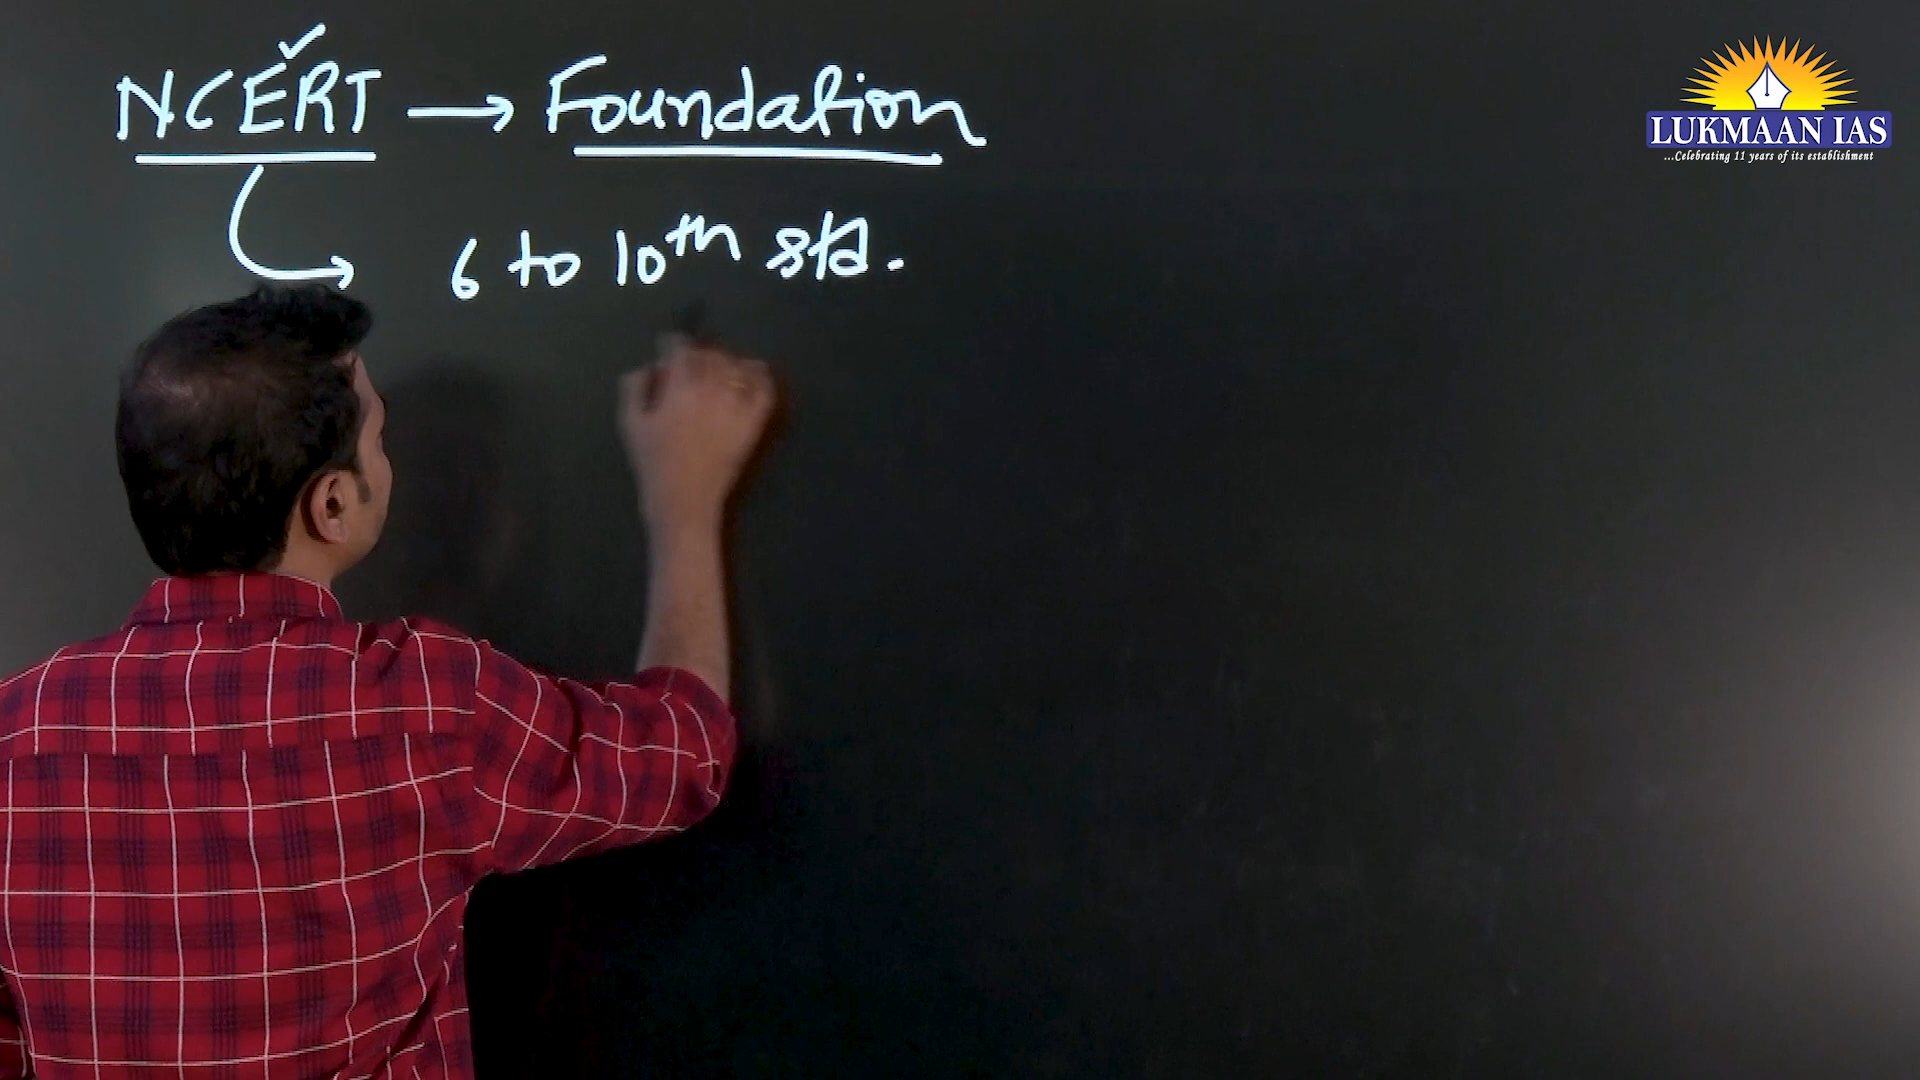 NCERT → Foundation
6 to 10th std.
LUKMAAN IAS
...Celebrating 11 years of its establishment